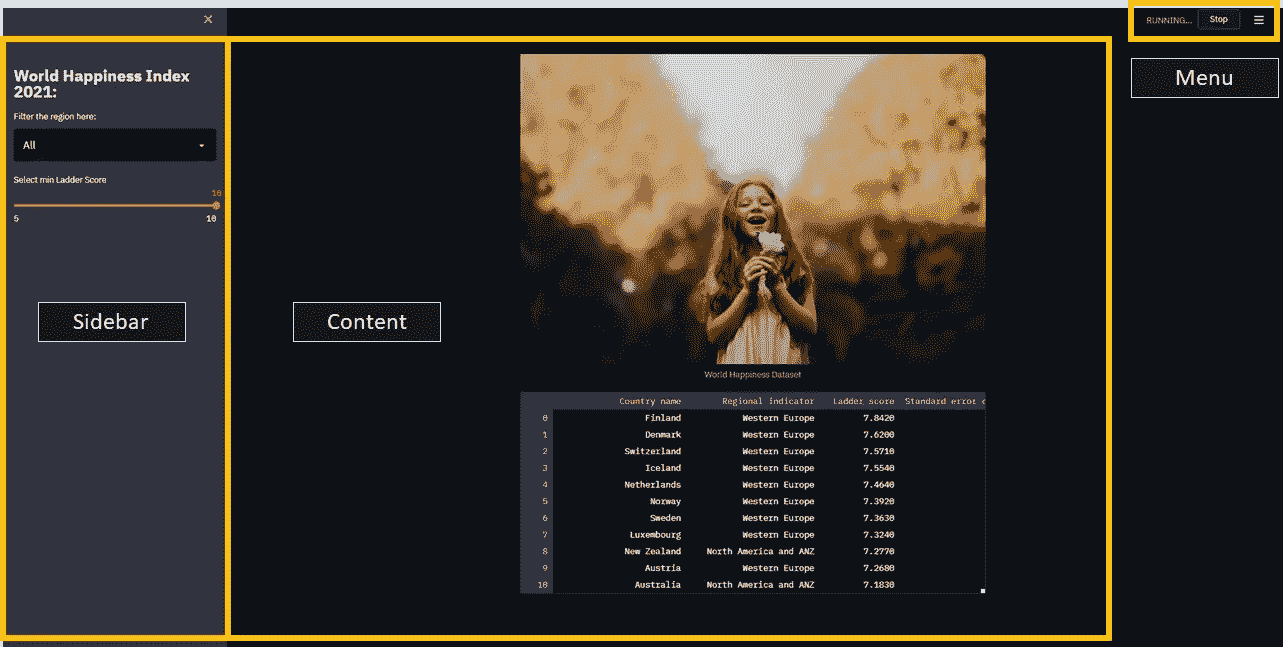 ×
RUNNING... Stop ≡
World Happiness Index
2021:
Filter the region here:
All
Select min Ladder Score
10
5 10
Sidebar
Content
Menu
World Happiness Dataset
Country name Regional indicator Ladder score Standard error
0 Finland Western Europe 7.8420
1 Denmark Western Europe 7.6200
2 Switzerland Western Europe 7.5710
3 Iceland Western Europe 7.5540
4 Netherlands Western Europe 7.4640
5 Norway Western Europe 7.3920
6 Sweden Western Europe 7.3630
7 Luxembourg Western Europe 7.3240
8 New Zealand North America and ANZ 7.2770
9 Austria Western Europe 7.2680
10 Australia North America and ANZ 7.1830